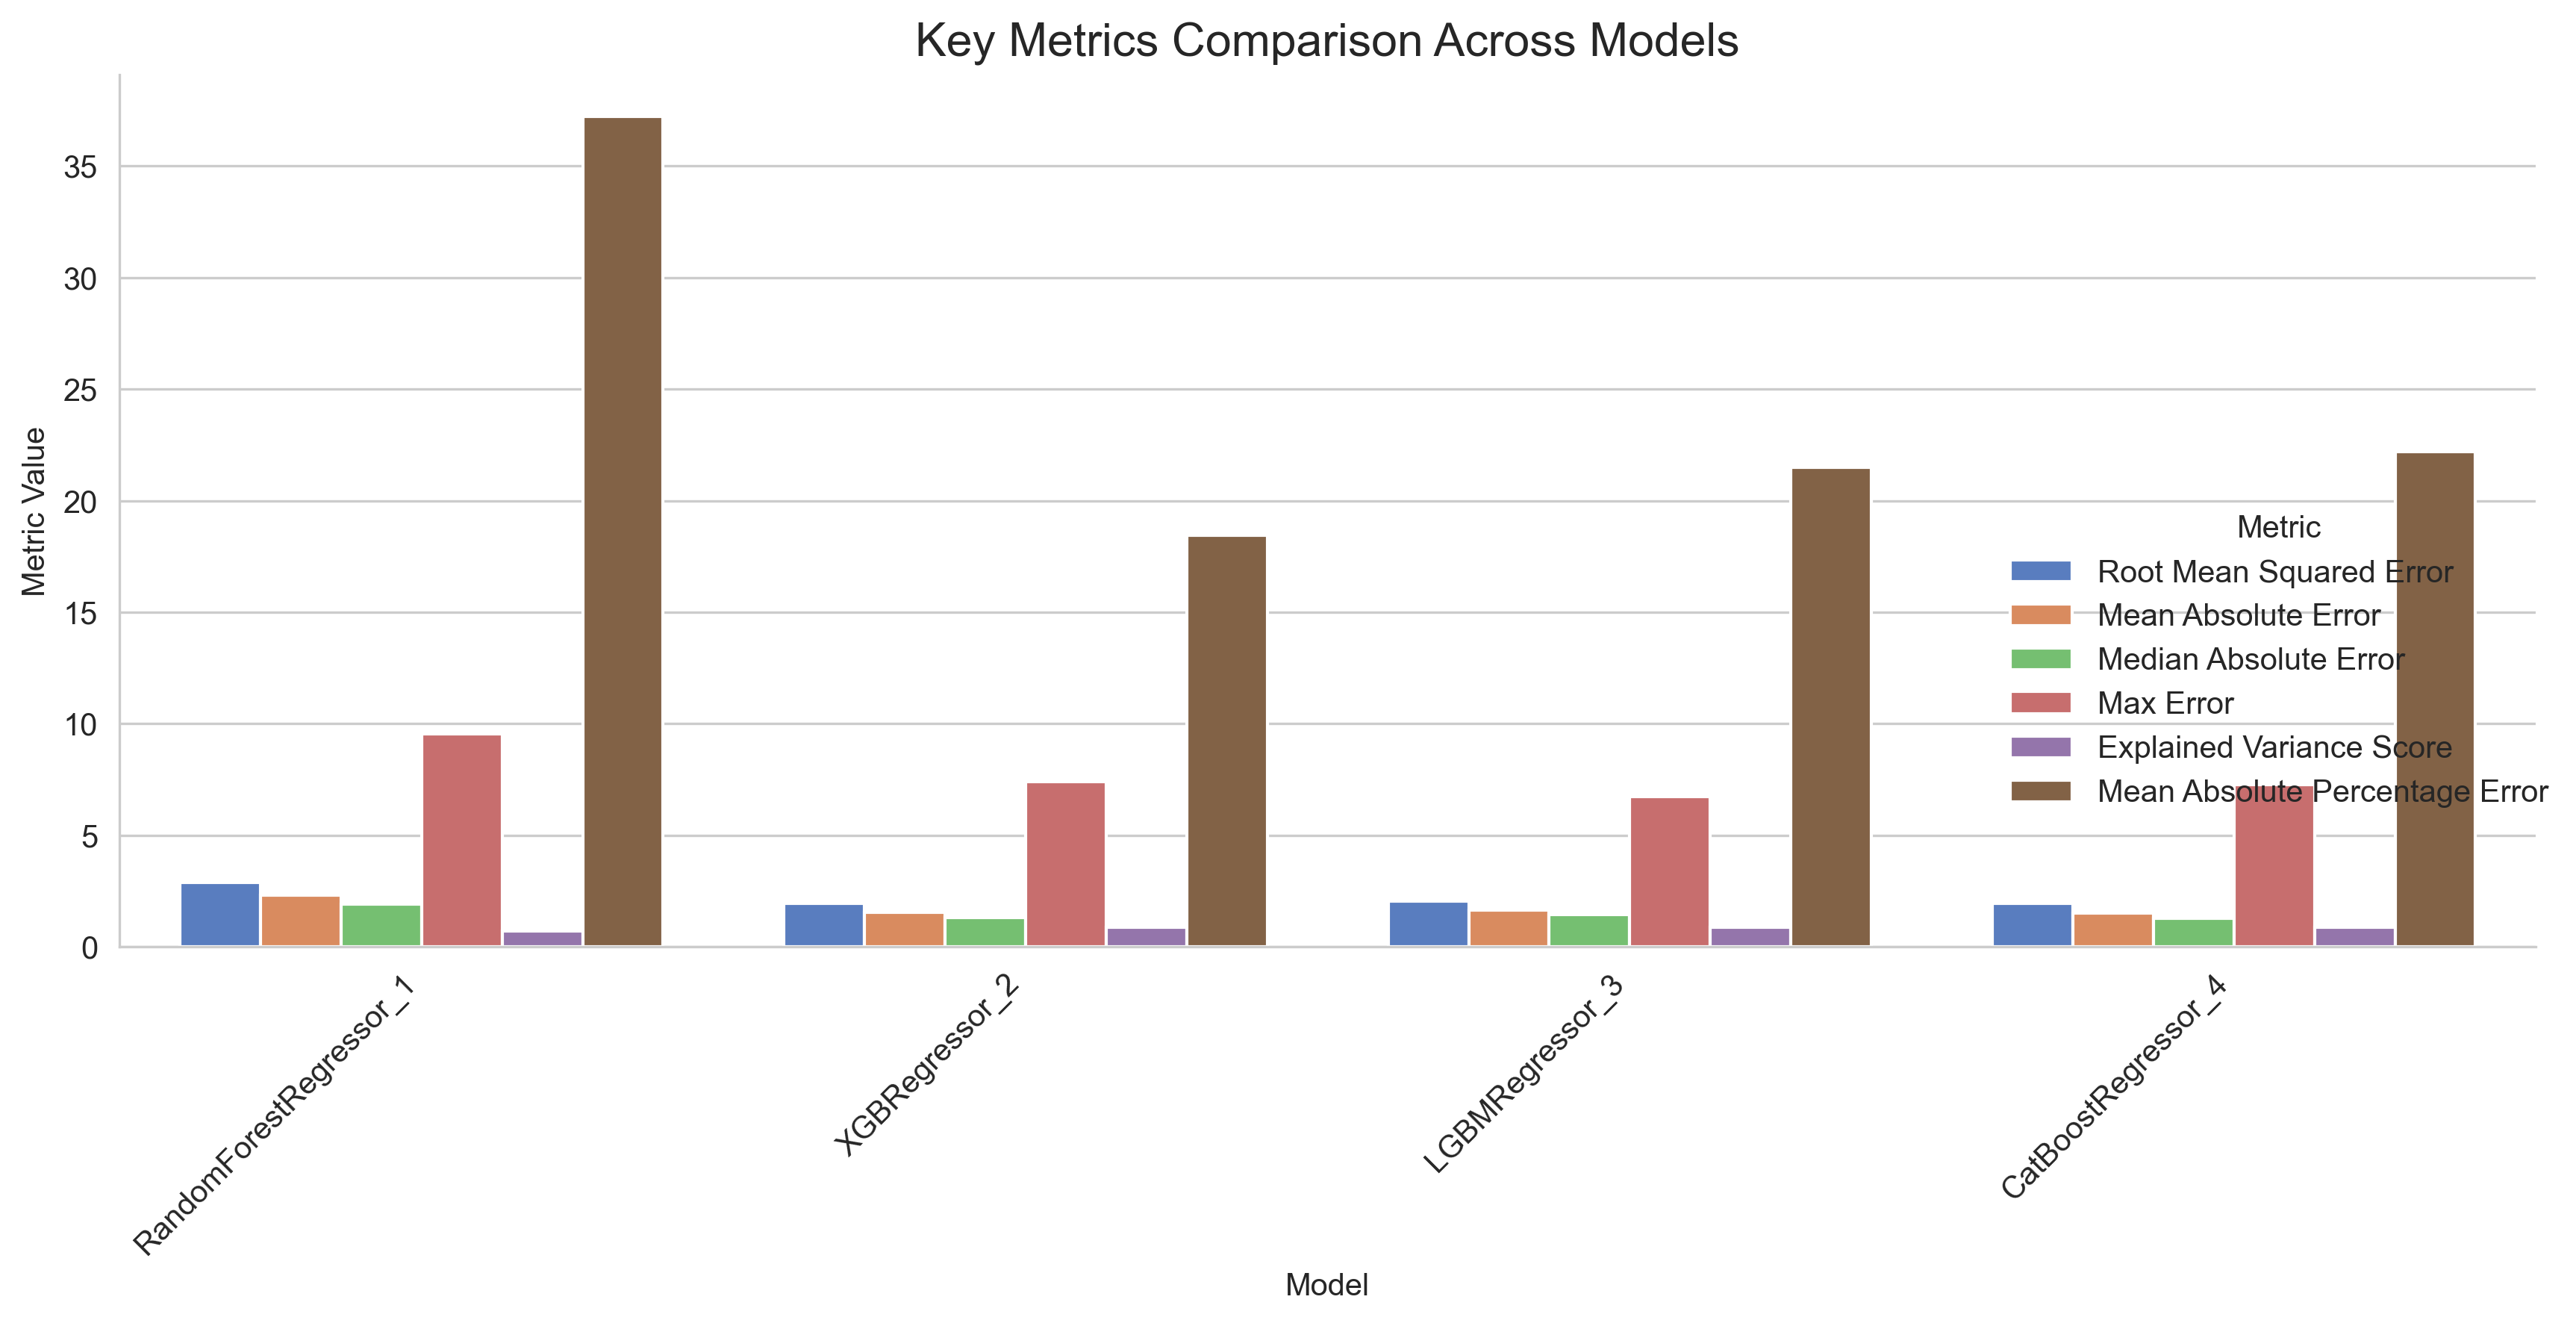 Key Metrics Comparison Across Models
Metric Value
35
30
25
20
15
10
5
0
Metric
Root Mean Squared Error
Mean Absolute Error
Median Absolute Error
Max Error
Explained Variance Score
Mean Absolute Percentage Error
RandomForestRegressor_1
XGBRegressor_2
LGBMRegressor_3
CatBoostRegressor_4
Model